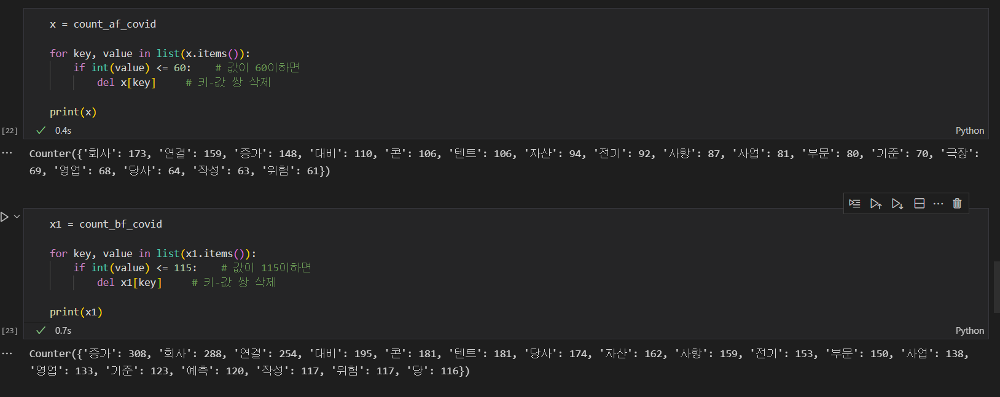 x = count_af_covid
for key, value in list(x.items()):
if int(value) <= 60:    # 값이 60이하면
del x[key]     # 키-값 쌍 삭제
print(x)
[22]
0.4s
Python
Counter({'회사': 173, '연결': 159, '증가': 148, '대비': 110, '콘': 106, '텐트': 106, '자산': 94, '전기': 92, '사항': 87, '사업': 81, '부문': 80, '기준': 70, '극장':
69, '영업': 68, '당사': 64, '작성': 63, '위험': 61})
x1 = count_bf_covid
for key, value in list(x1.items()):
if int(value) <= 115:    # 값이 115이하면
del x1[key]     # 키-값 쌍 삭제
print(x1)
[23]
0.7s
Python
Counter({'증가': 308, '회사': 288, '연결': 254, '대비': 195, '콘': 181, '텐트': 181, '당사': 174, '자산': 162, '사항': 159, '전기': 153, '부문': 150, '사업': 138,
'영업': 133, '기준': 123, '예측': 120, '작성': 117, '위험': 117, '당': 116})